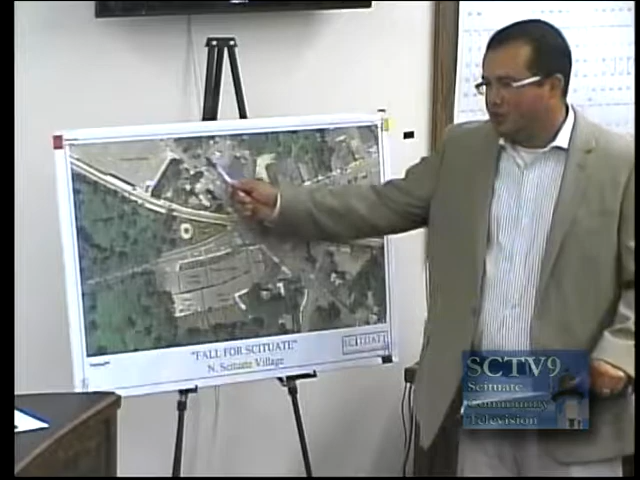 "FALL FOR SCITUATE"
N. Scituate Village
SCITUATE
SCTV9
Scituate
Community
Television